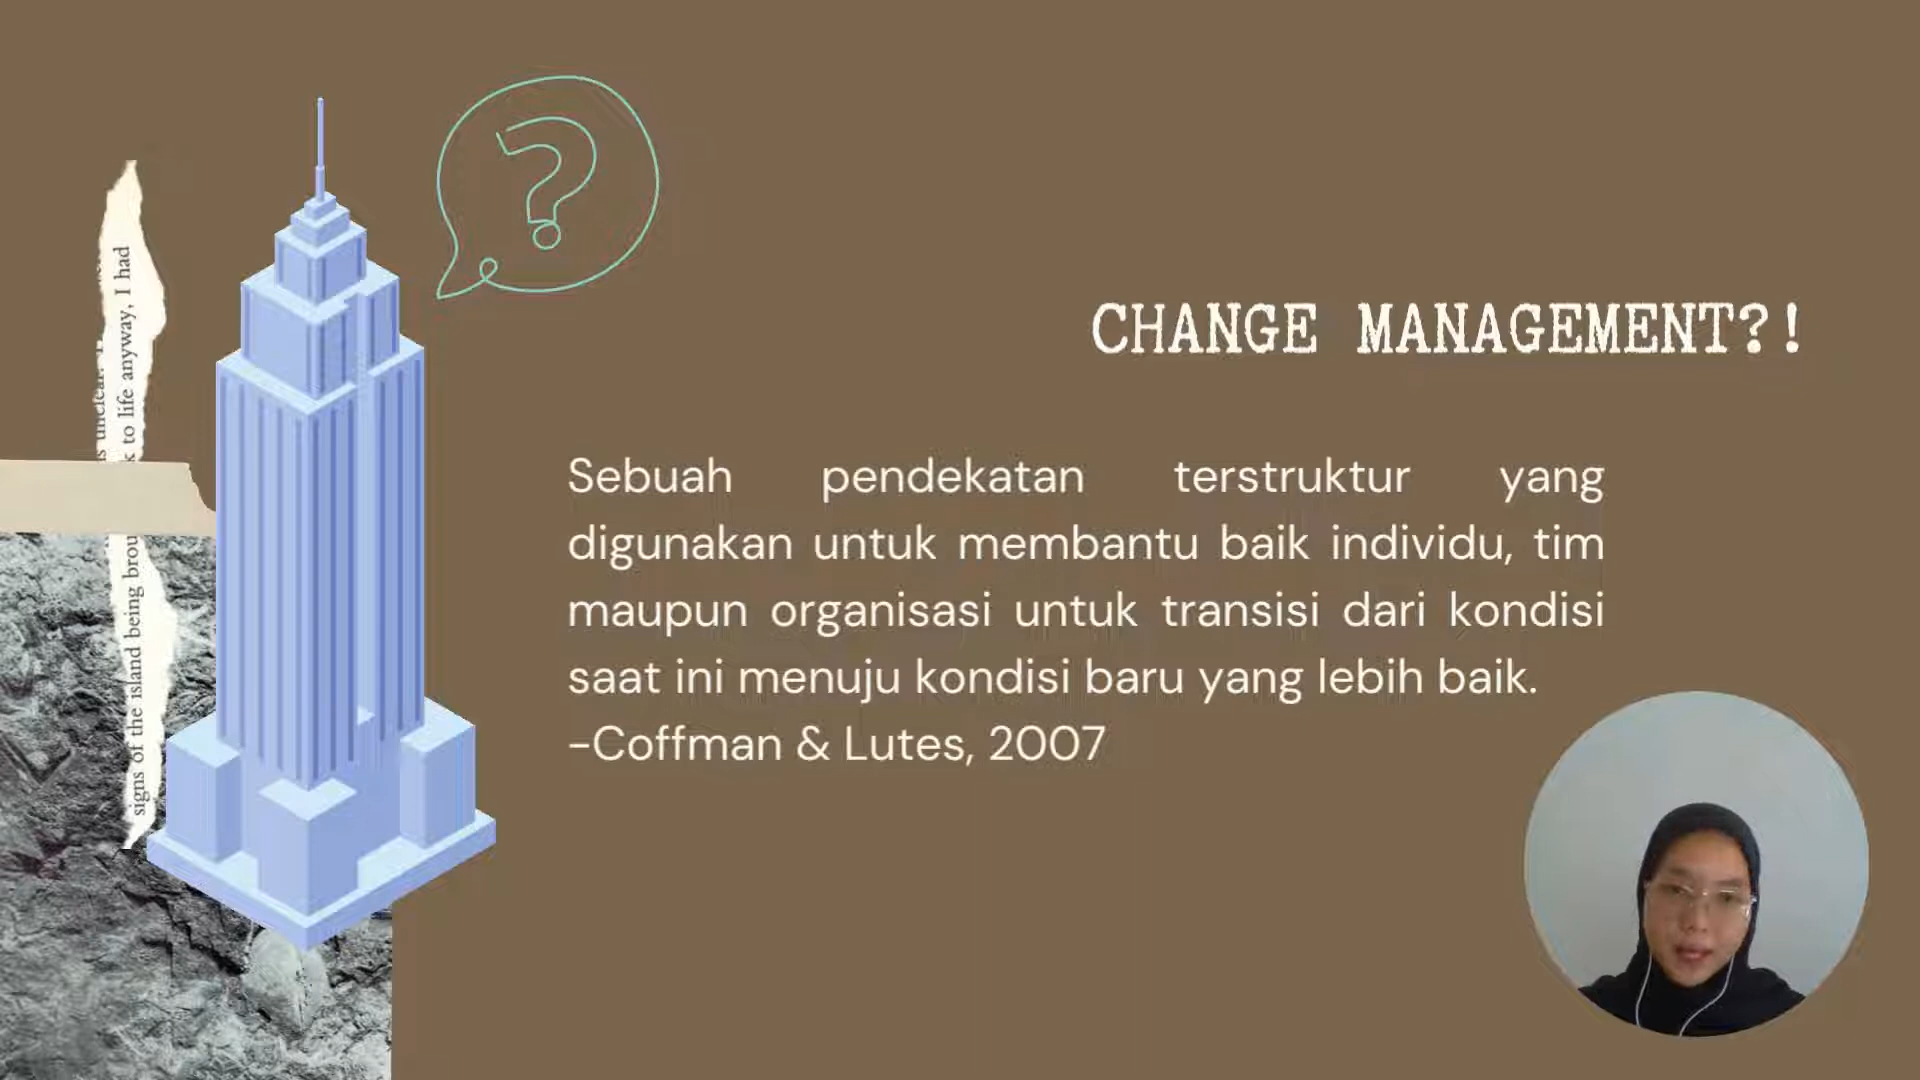 signs of the island being brou
k to life anyway, I had
CHANGE MANAGEMENT?!
Sebuah pendekatan terstruktur yang
digunakan untuk membantu baik individu, tim
maupun organisasi untuk transisi dari kondisi
saat ini menuju kondisi baru yang lebih baik.
-Coffman & Lutes, 2007